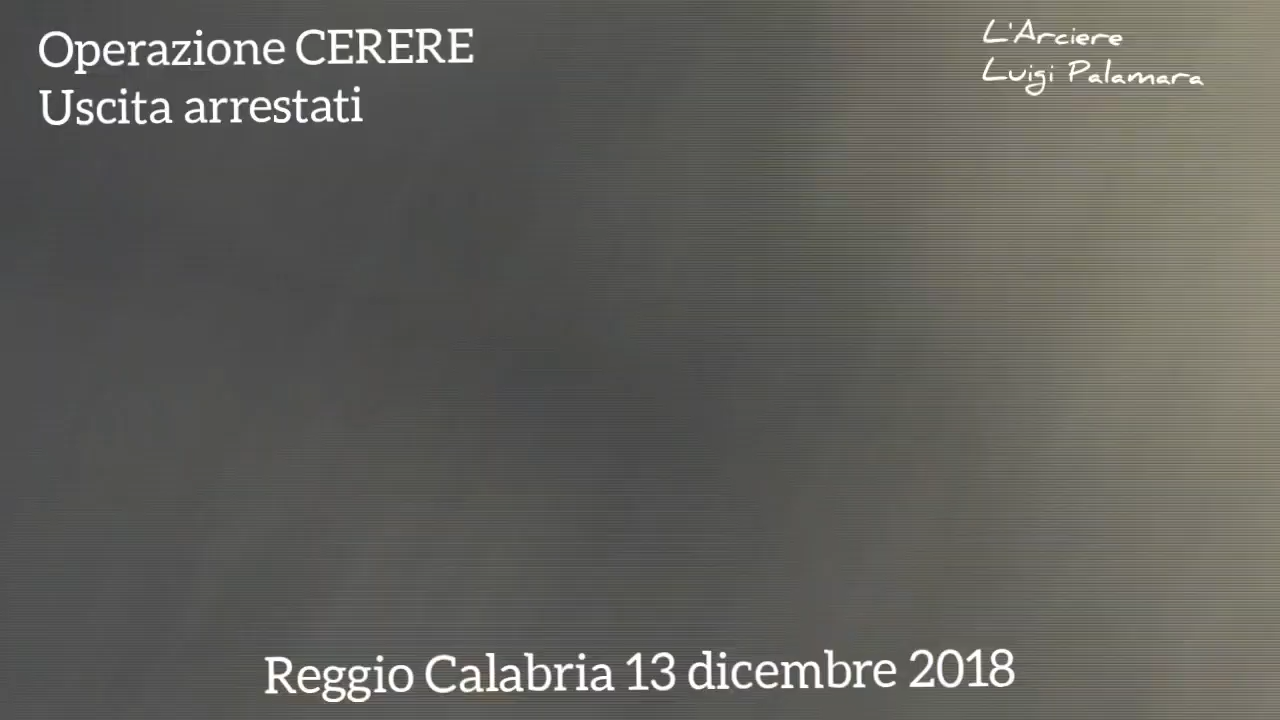 Operazione CERERE
Uscita arrestati
L'Arciere
Luigi Palamara
Reggio Calabria 13 dicembre 2018